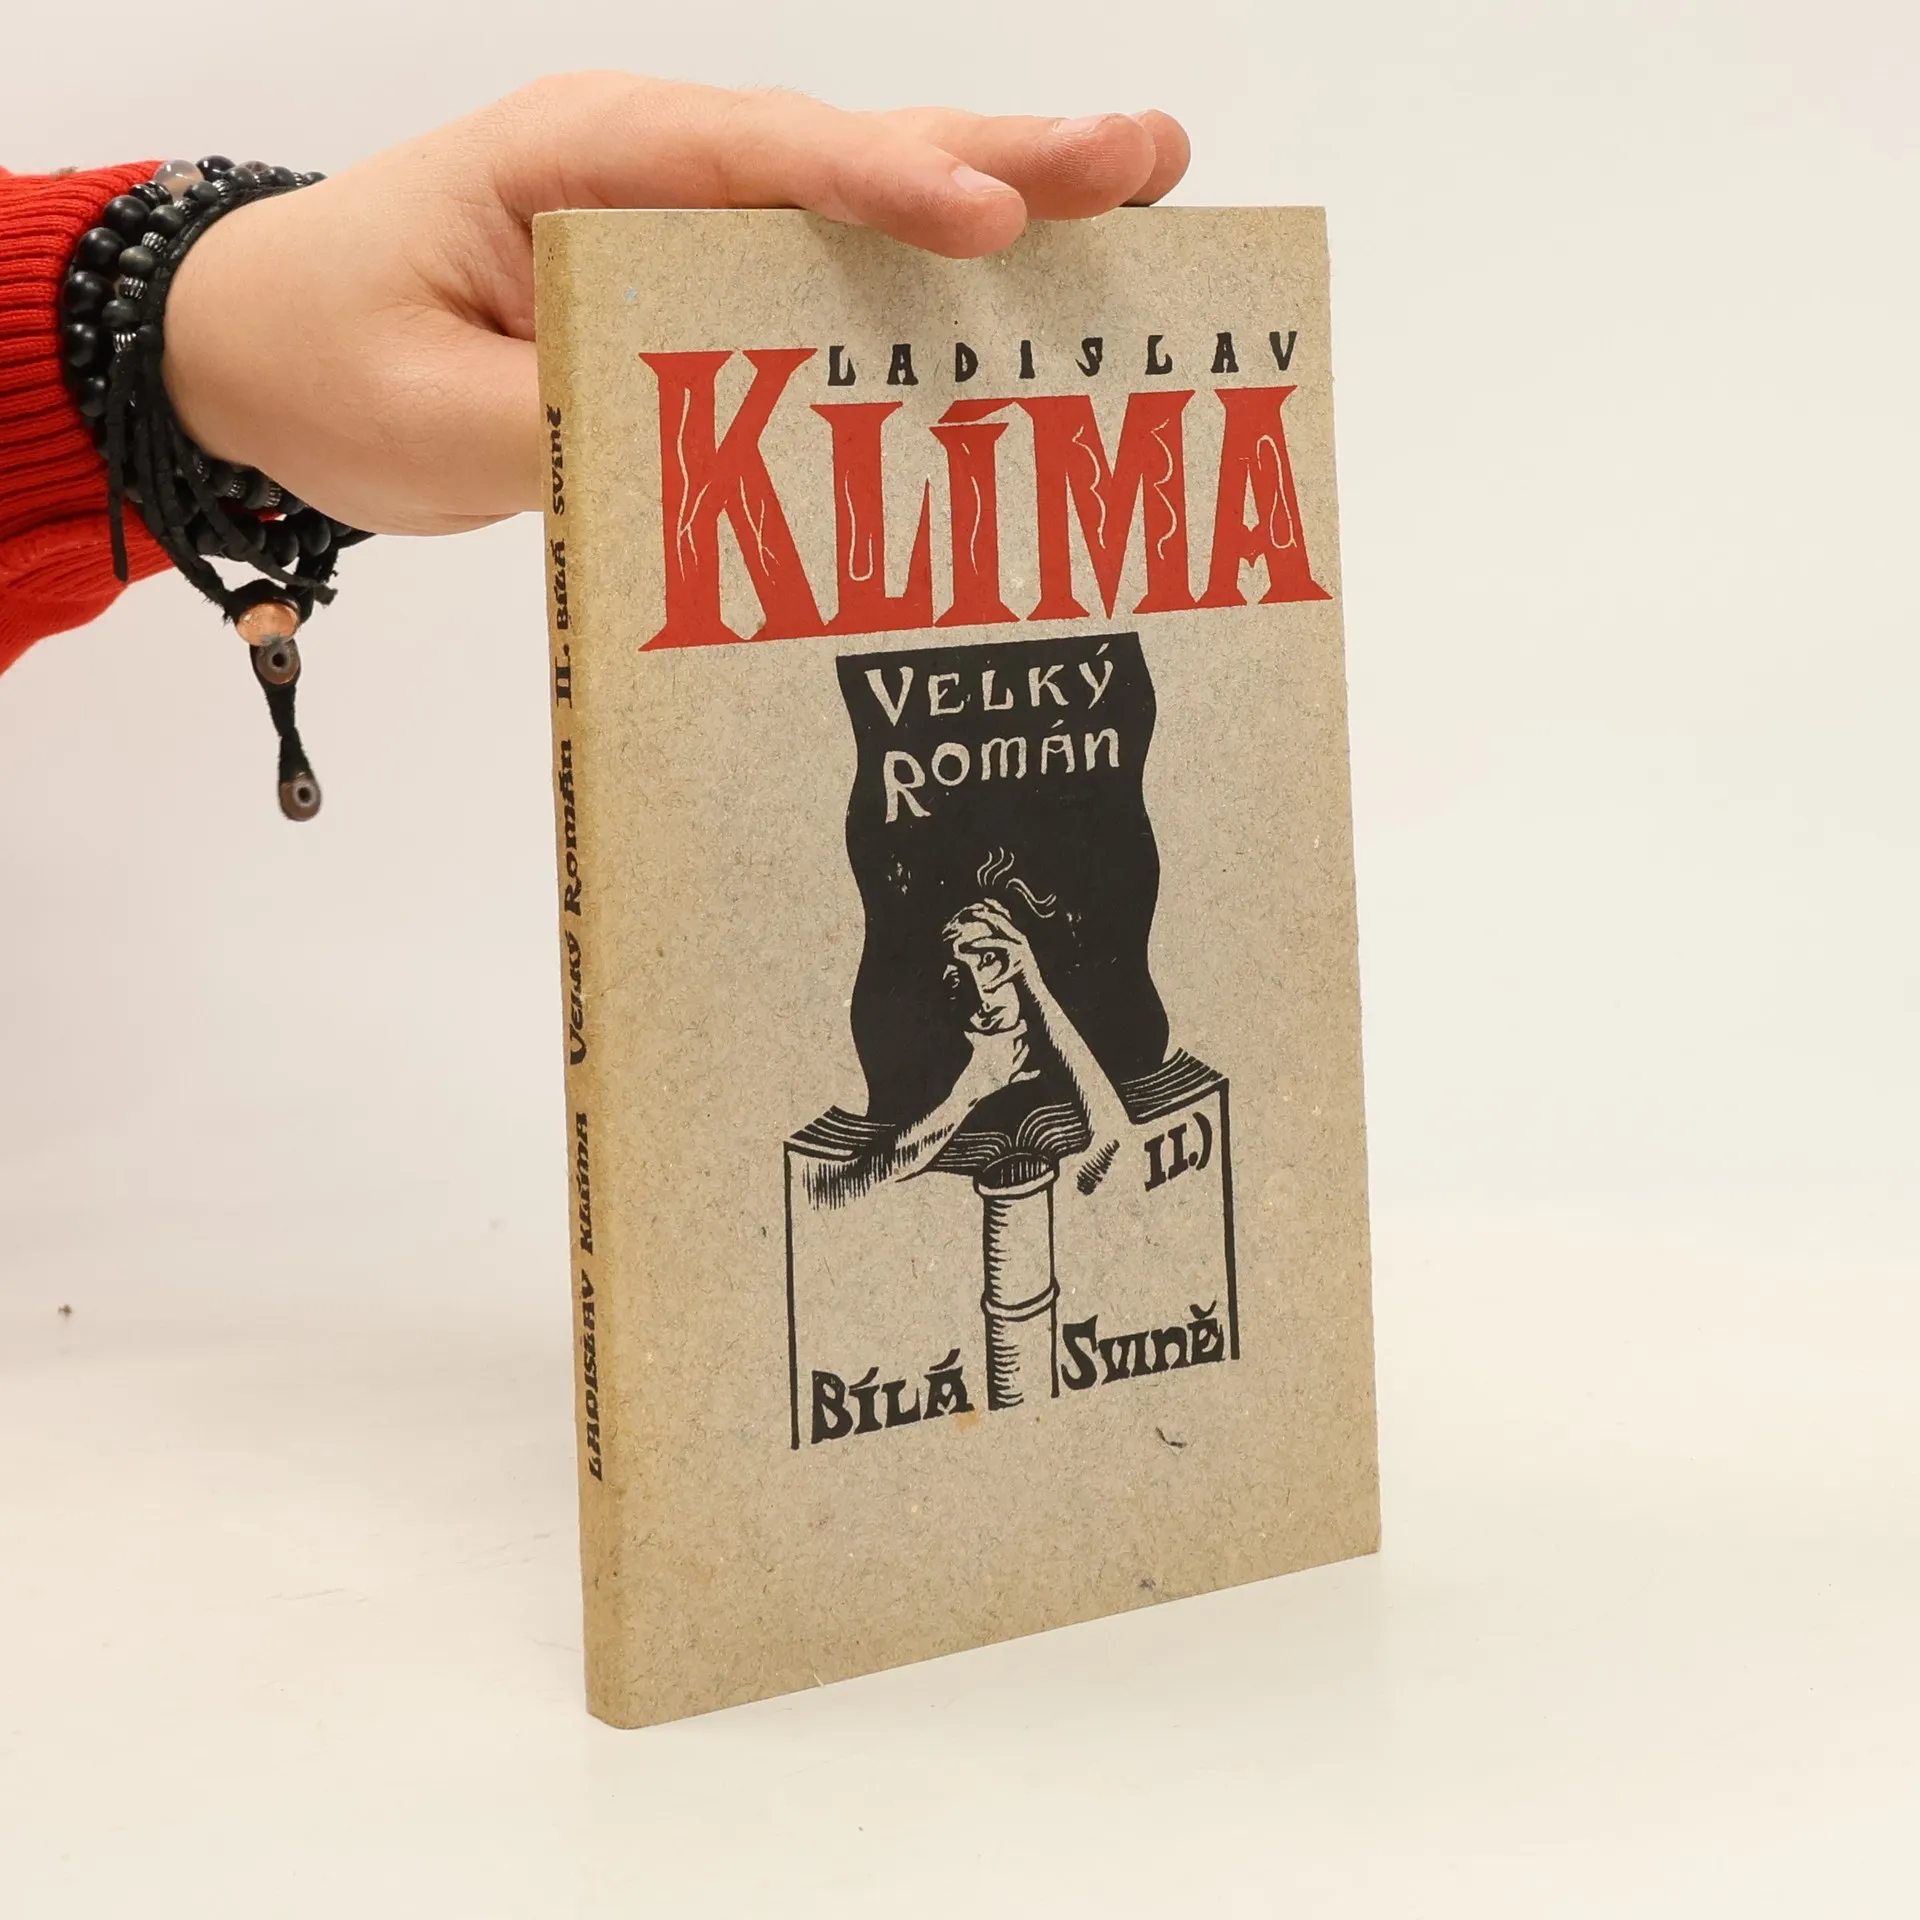 LADISLAV
KLÍMA
VELKÝ
ROMÁN
II.)
BÍLÁ SVINĚ
LADISLAV KLÍMA VELKÝ ROMÁN II. BÍLÁ SVINĚ